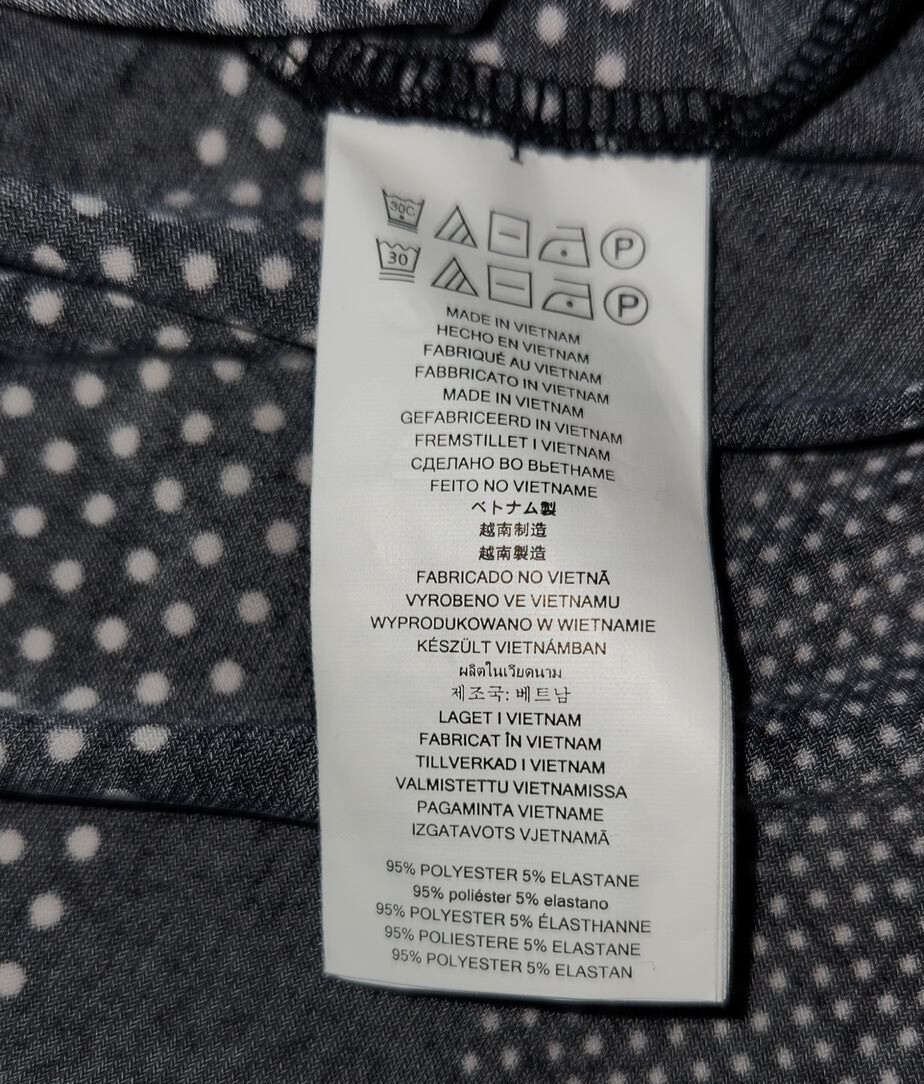 30C P
30 P
MADE IN VIETNAM
HECHO EN VIETNAM
FABRIQUÉ AU VIETNAM
FABBRICATO IN VIETNAM
MADE IN VIETNAM
GEFABRICEERD IN VIETNAM
FREMSTILLET I VIETNAM
СДЕЛАНО ВО ВЬЕТНАМЕ
FEITO NO VIETNAME
ベトナム製
越南制造
越南製造
FABRICADO NO VIETNÃ
VYROBENO VE VIETNAMU
WYPRODUKOWANO W WIETNAMIE
KÉSZÜLT VIETNÁMBAN
ผลิตในเวียดนาม
제조국: 베트남
LAGET I VIETNAM
FABRICAT ÎN VIETNAM
TILLVERKAD I VIETNAM
VALMISTETTU VIETNAMISSA
PAGAMINTA VIETNAME
IZGATAVOTS VJETNAMĀ
95% POLYESTER 5% ELASTANE
95% poliéster 5% elastano
95% POLYESTER 5% ÉLASTHANNE
95% POLIESTERE 5% ELASTANE
95% POLYESTER 5% ELASTAN